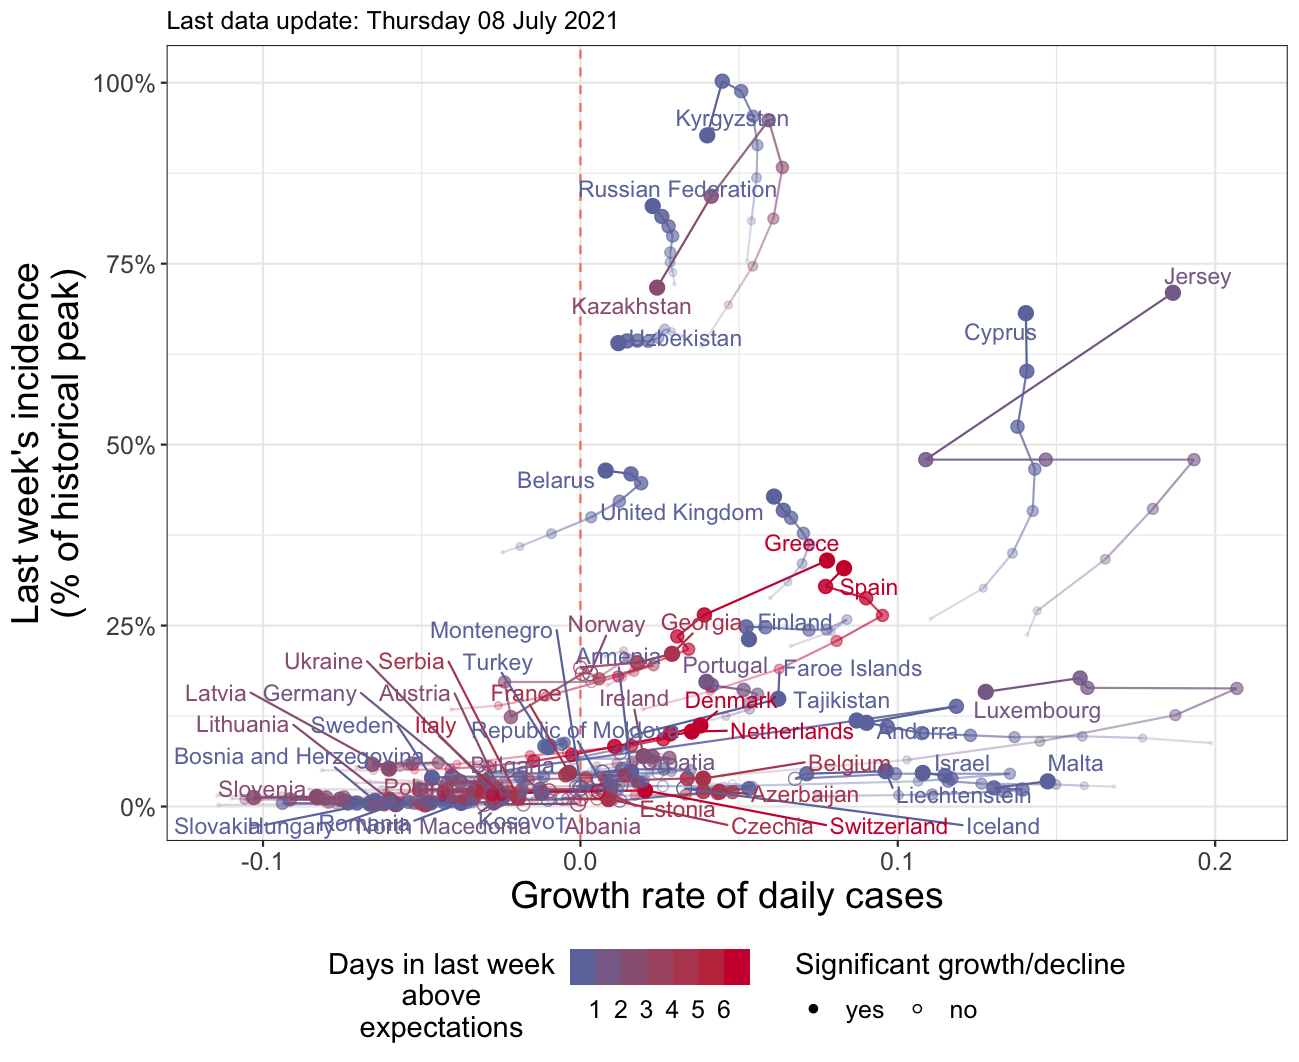 Last data update: Thursday 08 July 2021
Last week's incidence
(% of historical peak)
100%
75%
50%
25%
0%
Kyrgyzstan
Russian Federation
Kazakhstan
Uzbekistan
Jersey
Cyprus
Belarus
United Kingdom
Greece
Spain
Montenegro
Norway
Georgia
Finland
Ukraine
Serbia
Turkey
Armenia
Portugal
Faroe Islands
Latvia
Germany
Austria
France
Ireland
Denmark
Tajikistan
Luxembourg
Lithuania
Sweden
Italy
Republic of Moldova
Netherlands
Andorra
Bosnia and Herzegovina
Bulgaria
Belgium
Israel
Malta
Slovenia
Azerbaijan
Liechtenstein
Estonia
Slovakia
Hungary
Romania
North Macedonia
Kosovo†
Albania
Czechia
Switzerland
Iceland
-0.1
0.0
0.1
0.2
Growth rate of daily cases
Days in last week
above
expectations
1 2 3 4 5 6
Significant growth/decline
yes
no